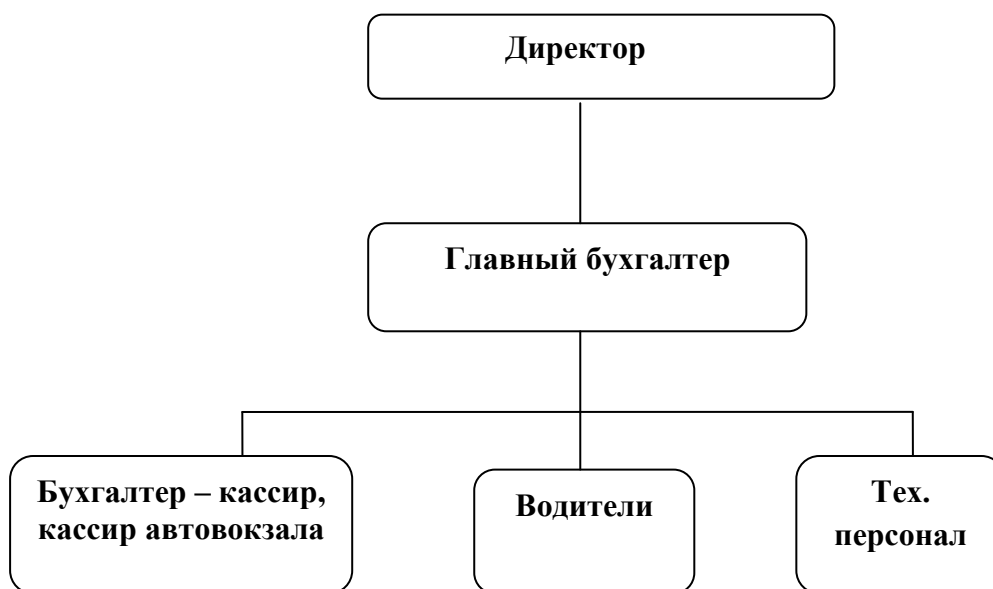 Директор
Главный бухгалтер
Бухгалтер – кассир,
кассир автовокзала
Водители
Тех.
персонал